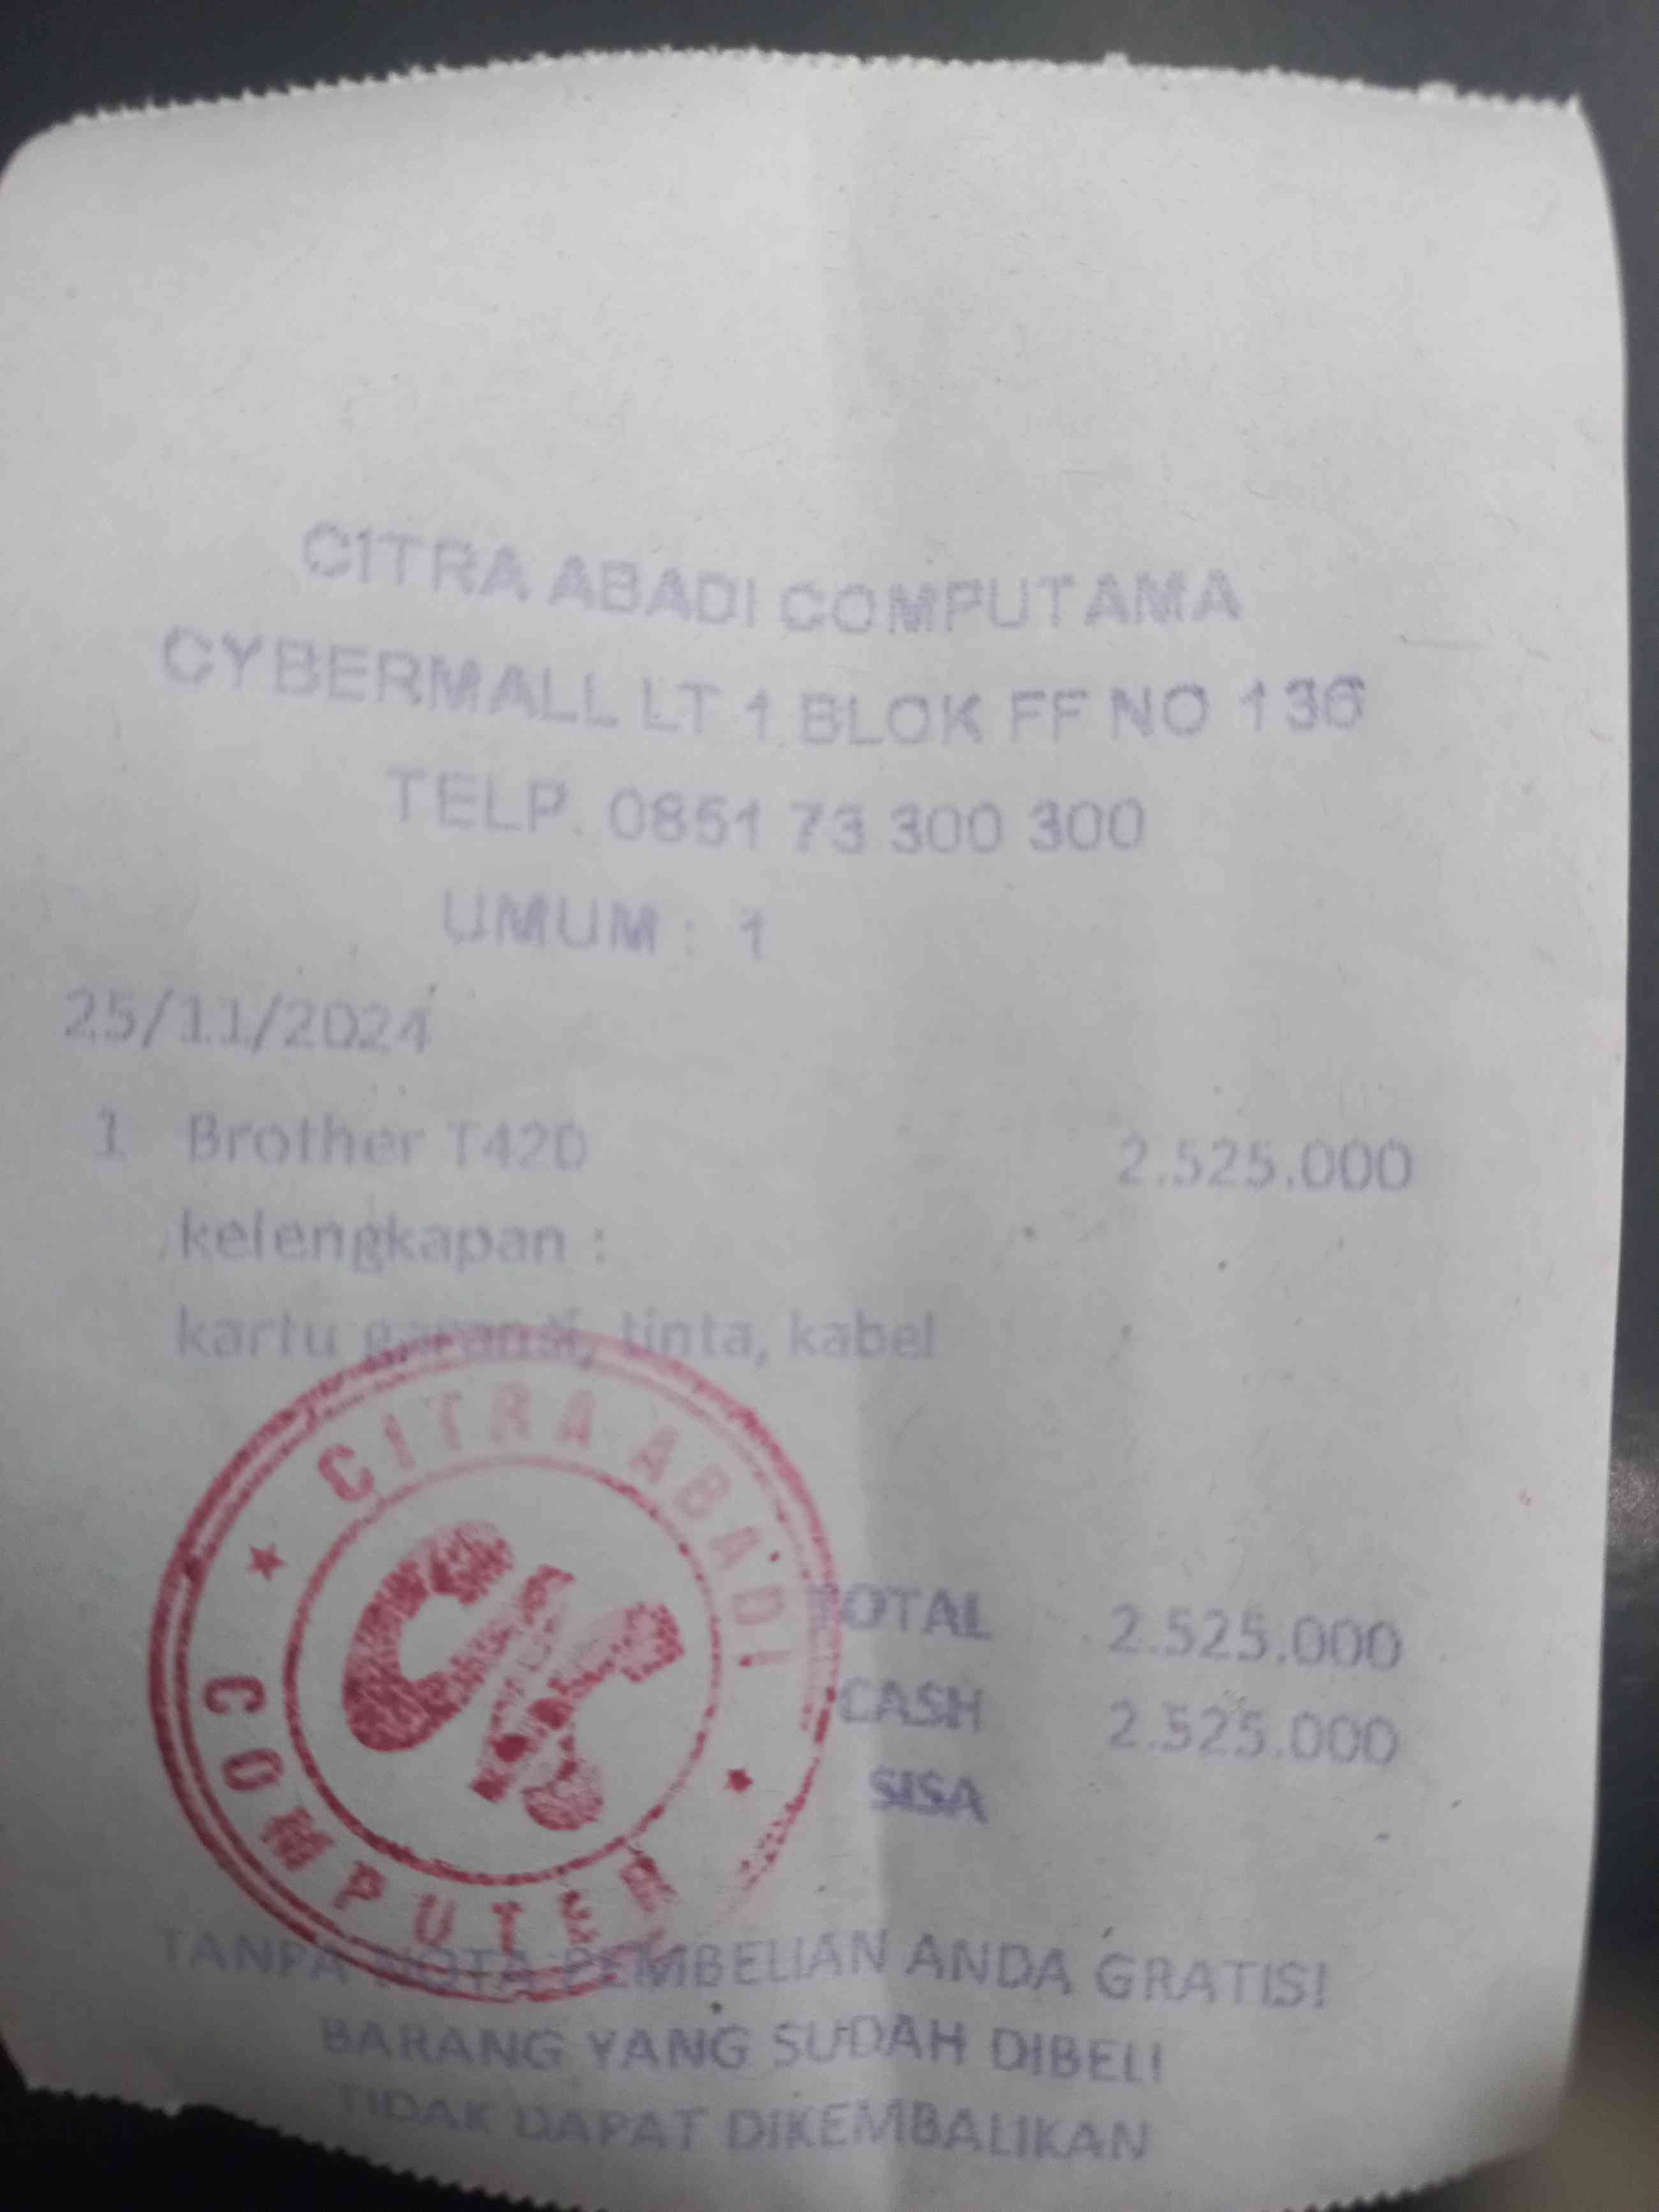 CITRA ABADI COMPUTAMA
CYBERMALL LT 1 BLOK FF NO 136
TELP. 0851 73 300 300
UMUM : 1
25/11/2024
1 Brother T420 2.525.000
kelengkapan :
kartu garansi, tinta, kabel
CITRA ABADI
COMPUTER
TOTAL 2.525.000
CASH 2.525.000
SISA
TANPA NOTA PEMBELIAN ANDA GRATIS!
BARANG YANG SUDAH DIBELI
TIDAK DAPAT DIKEMBALIKAN